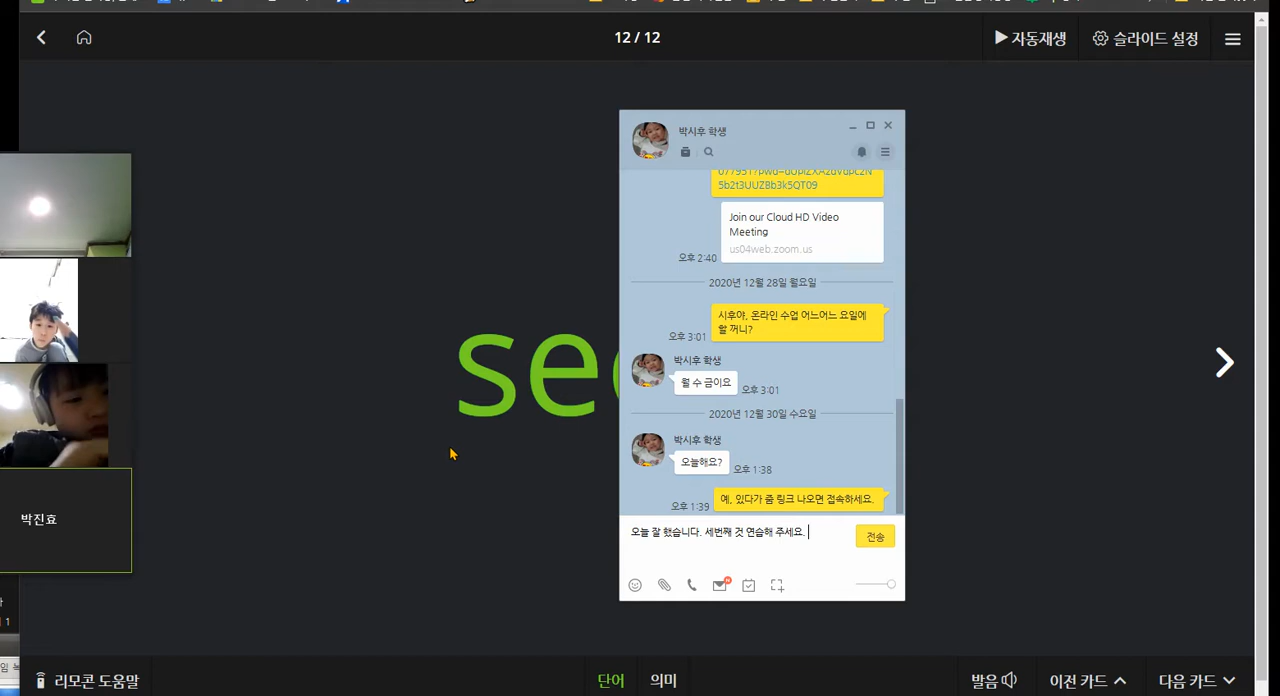 12 / 12
자동재생
슬라이드 설정
박시후 학생
5b2t3UUZ8b3k5QT09
Join our Cloud HD Video
Meeting
us04web.zoom.us
오후 2:40
2020년 12월 28일 월요일
시후야, 온라인 수업 어느어느 요일에
할 꺼니?
오후 3:01
박시후 학생
월 수 금이요
오후 3:01
2020년 12월 30일 수요일
박시후 학생
오늘해요?
오후 1:38
예, 있다가 줌 링크 나오면 접속하세요.
오후 1:39
오늘 잘 했습니다. 세번째 것 연습해 주세요.
전송
박진효
리모콘 도움말
단어
의미
발음
이전 카드
다음 카드